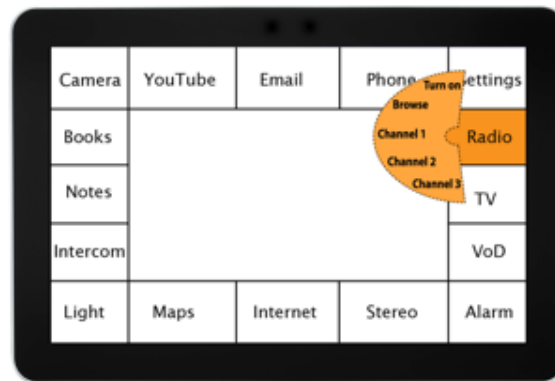 Camera YouTube Email Phone Settings
Turn on
Browse
Books Channel 1 Radio
Channel 2
Notes Channel 3 TV
Intercom VoD
Light Maps Internet Stereo Alarm